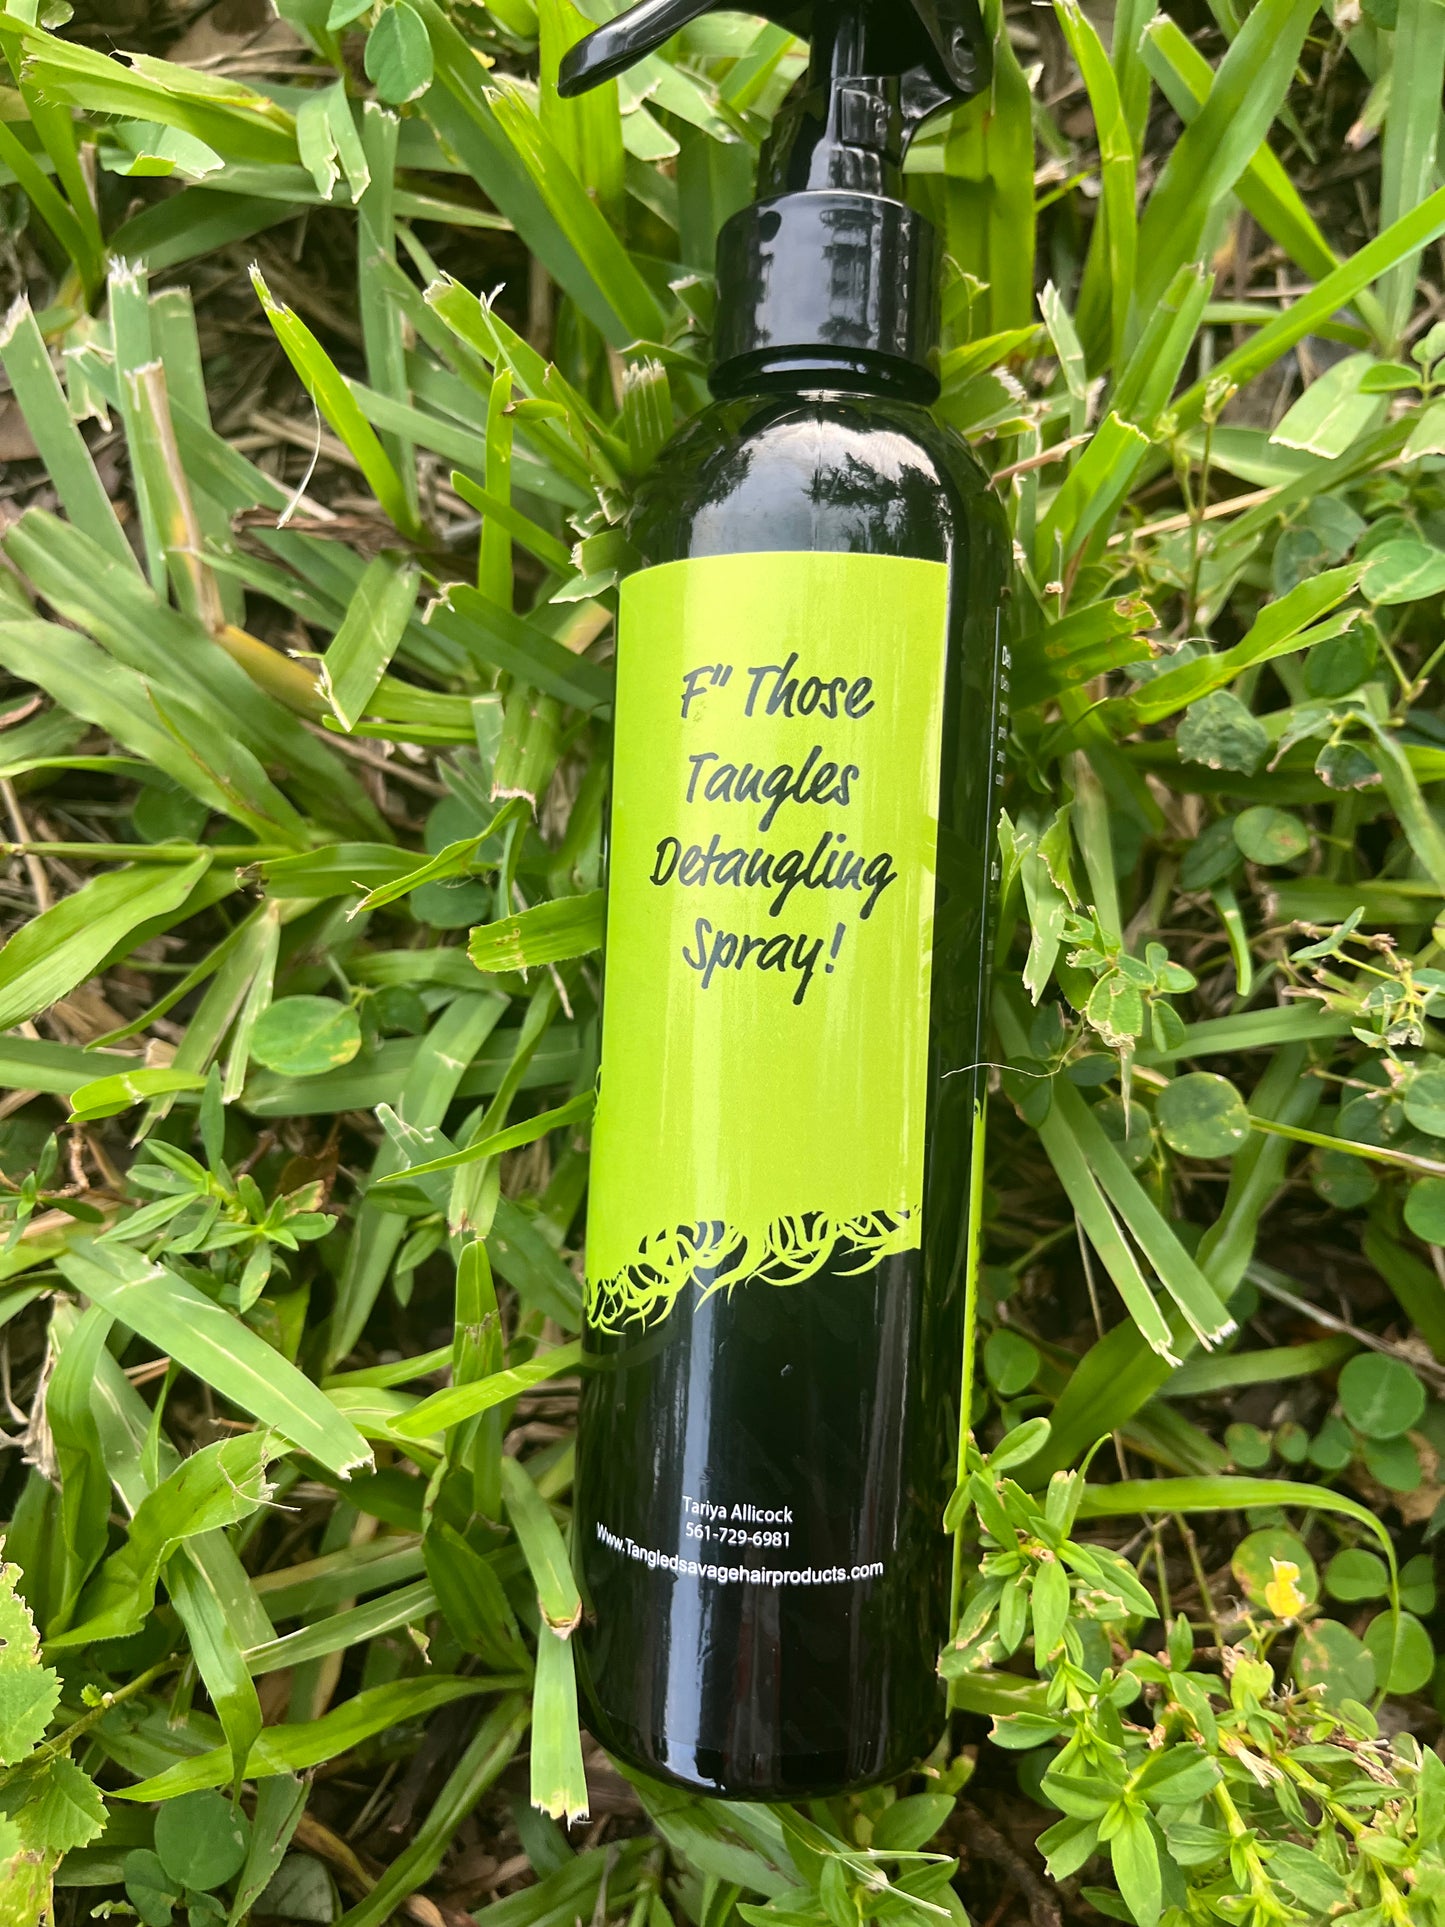 F" Those
Tangles
Detangling
Spray!
Tariya Allicock
561-729-6981
Www.Tangledsavagehairproducts.com